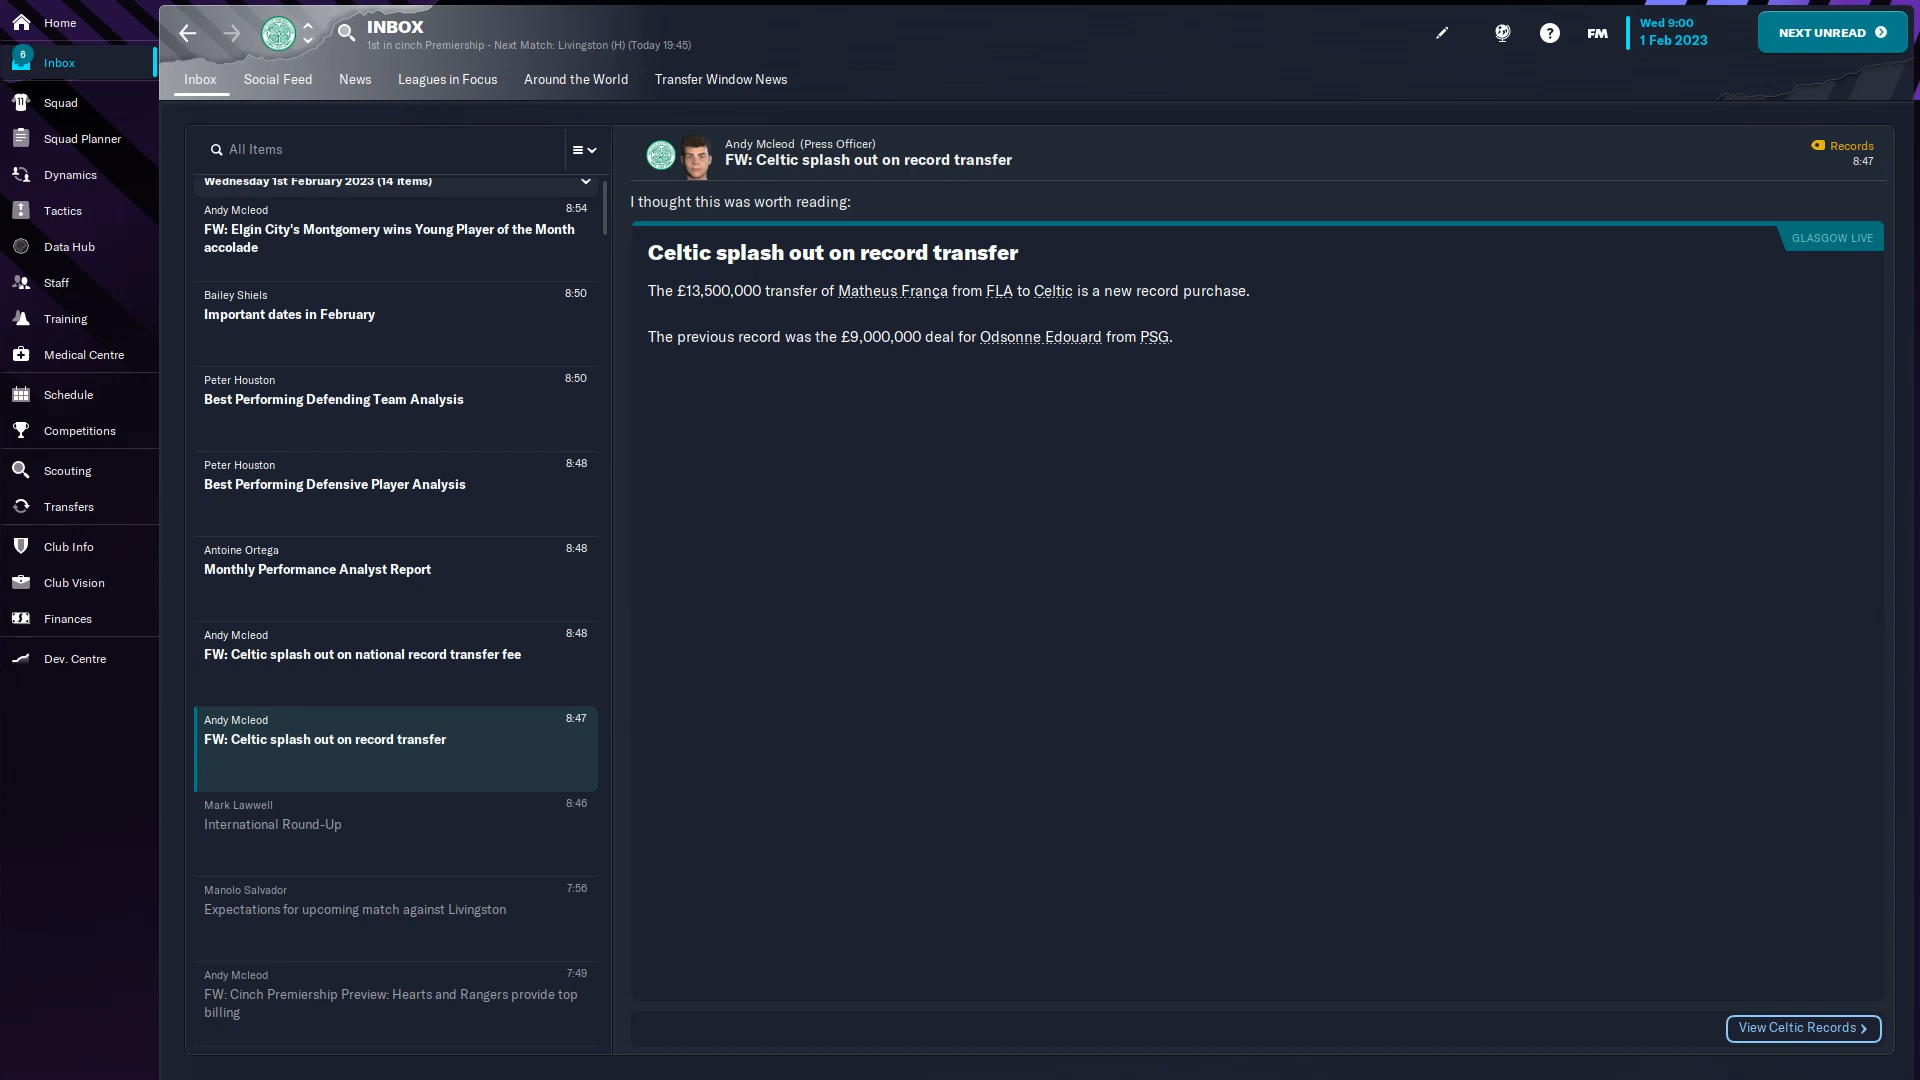 Home
6
Inbox
Squad
Squad Planner
Dynamics
Tactics
Data Hub
Staff
Training
Medical Centre
Schedule
Competitions
Scouting
Transfers
Club Info
Club Vision
Finances
Dev. Centre
INBOX
1st in cinch Premiership - Next Match: Livingston (H) (Today 19:45)
FM
Wed 9:00
1 Feb 2023
NEXT UNREAD
Inbox Social Feed News Leagues in Focus Around the World Transfer Window News
All Items
Wednesday 1st February 2023 (14 Items)
Andy Mcleod 8:54
FW: Elgin City's Montgomery wins Young Player of the Month
accolade
Bailey Shiels 8:50
Important dates in February
Peter Houston 8:50
Best Performing Defending Team Analysis
Peter Houston 8:48
Best Performing Defensive Player Analysis
Antoine Ortega 8:48
Monthly Performance Analyst Report
Andy Mcleod 8:48
FW: Celtic splash out on national record transfer fee
Andy Mcleod 8:47
FW: Celtic splash out on record transfer
Mark Lawwell 8:46
International Round-Up
Manolo Salvador 7:56
Expectations for upcoming match against Livingston
Andy Mcleod 7:49
FW: Cinch Premiership Preview: Hearts and Rangers provide top
billing
Andy Mcleod (Press Officer)
FW: Celtic splash out on record transfer
Records
8:47
I thought this was worth reading:
GLASGOW LIVE
Celtic splash out on record transfer
The £13,500,000 transfer of Matheus França from FLA to Celtic is a new record purchase.
The previous record was the £9,000,000 deal for Odsonne Edouard from PSG.
View Celtic Records